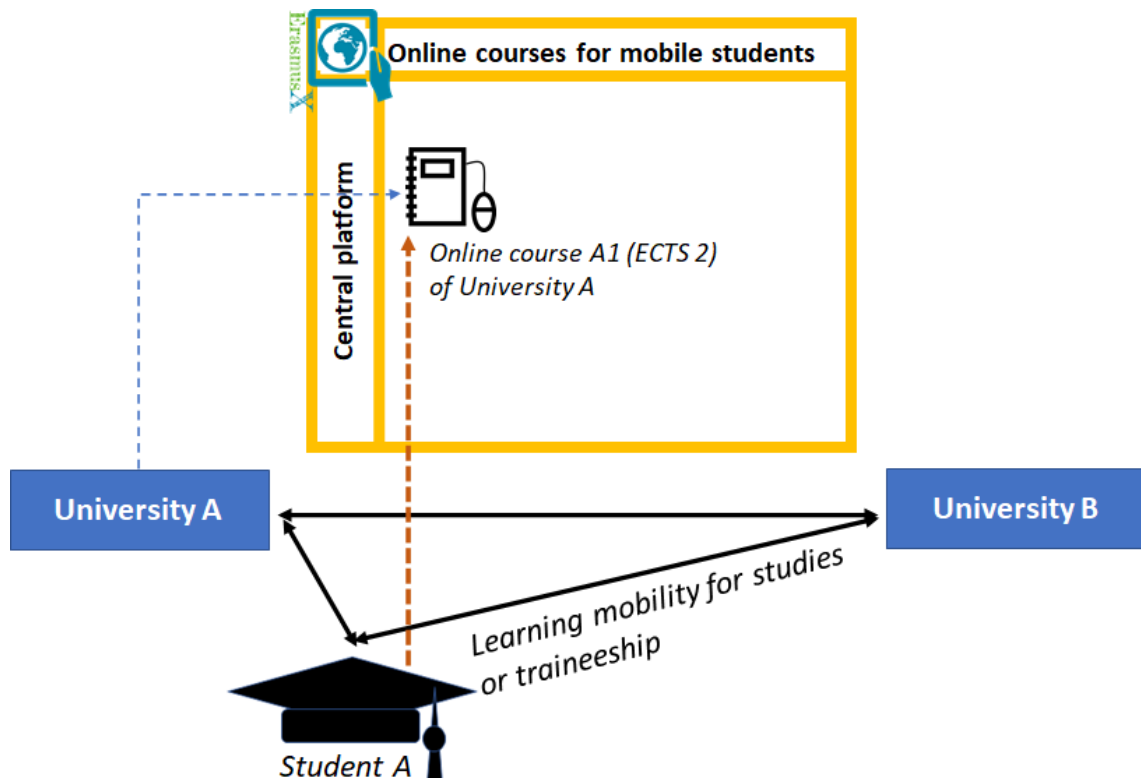 ErasmusX
Online courses for mobile students
Central platform
Online course A1 (ECTS 2)
of University A
University A
University B
Learning mobility for studies
or traineeship
Student A